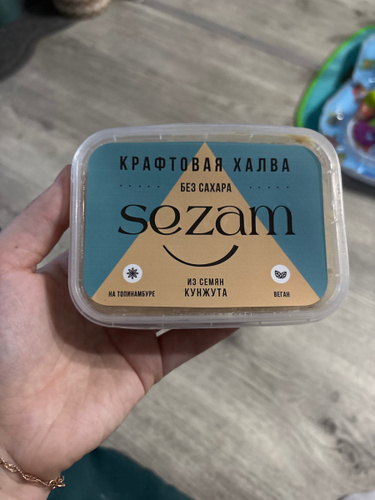 КРАФТОВАЯ ХАЛВА
БЕЗ САХАРА
sezam
НА ТОПИНАМБУРЕ
ИЗ СЕМЯН
КУНЖУТА
ВЕГАН